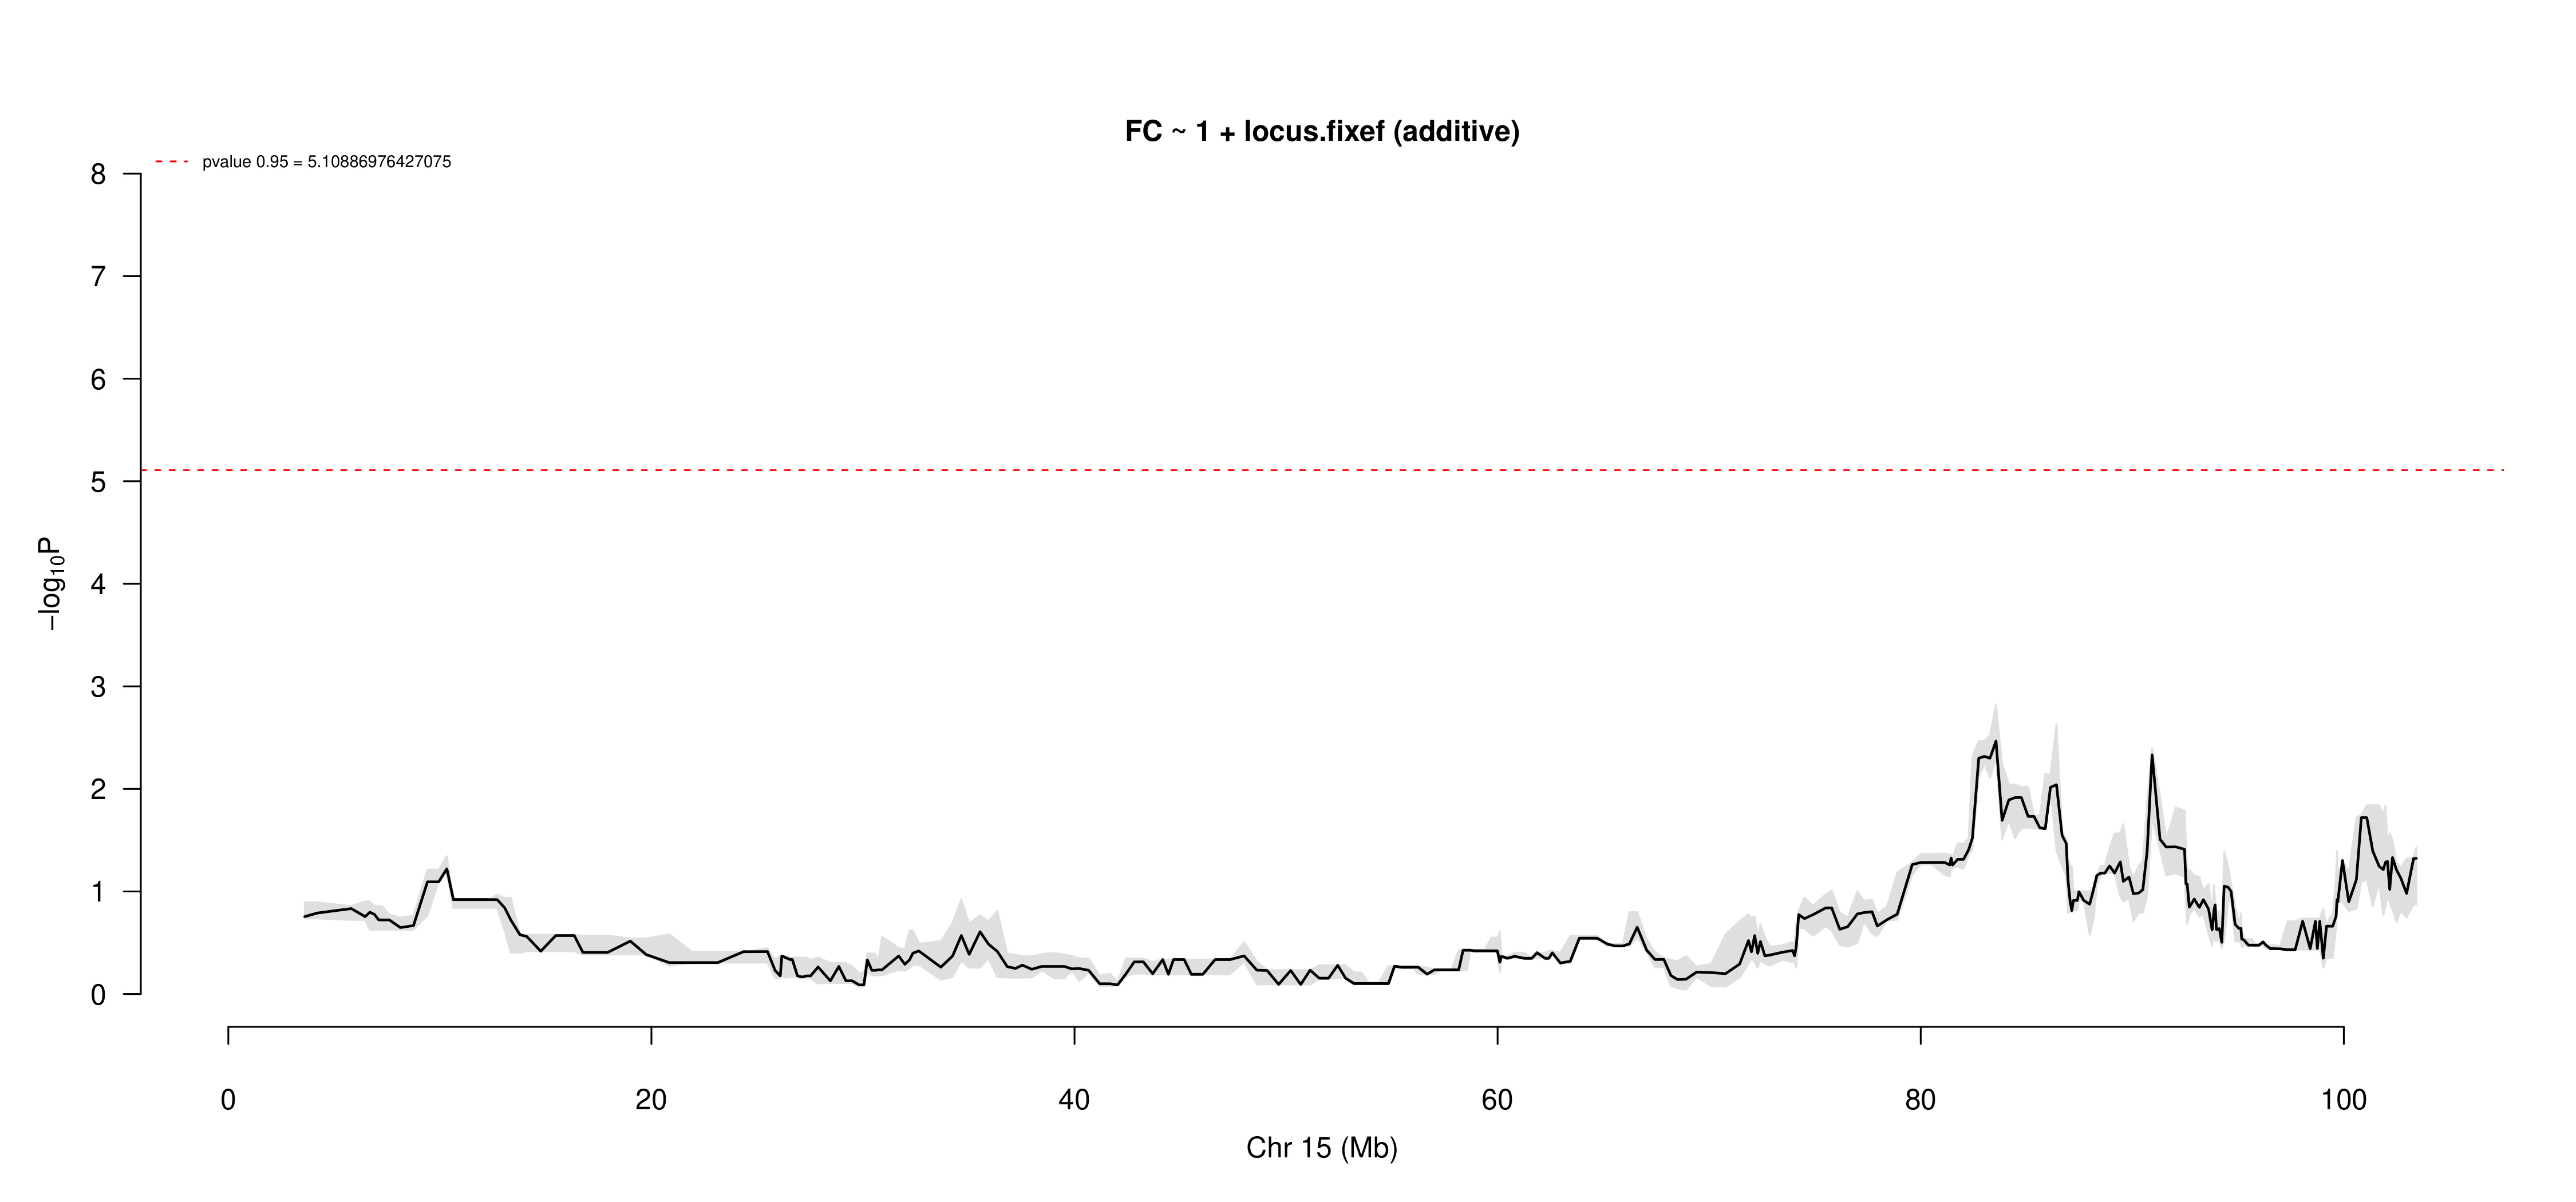 FC ~ 1 + locus.fixef (additive)
pvalue 0.95 = 5.10886976427075
8
7
6
5
4
3
2
1
0
−log10P
0 20 40 60 80 100
Chr 15 (Mb)